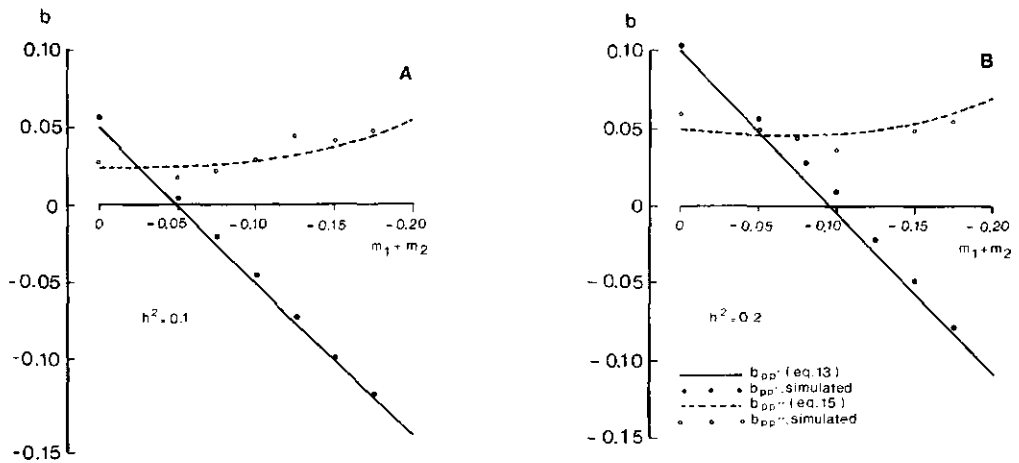 b
0.10
0.05
0
-0.05
-0.10
-0.15
A
0 -0.05 -0.10 -0.15 -0.20
m1+m2
h2=0.1
b
0.10
0.05
0
-0.05
-0.10
-0.15
B
0 -0.05 -0.10 -0.15 -0.20
m1+m2
h2=0.2
bpp' (eq.13)
bpp', simulated
bpp'' (eq.15)
bpp'', simulated